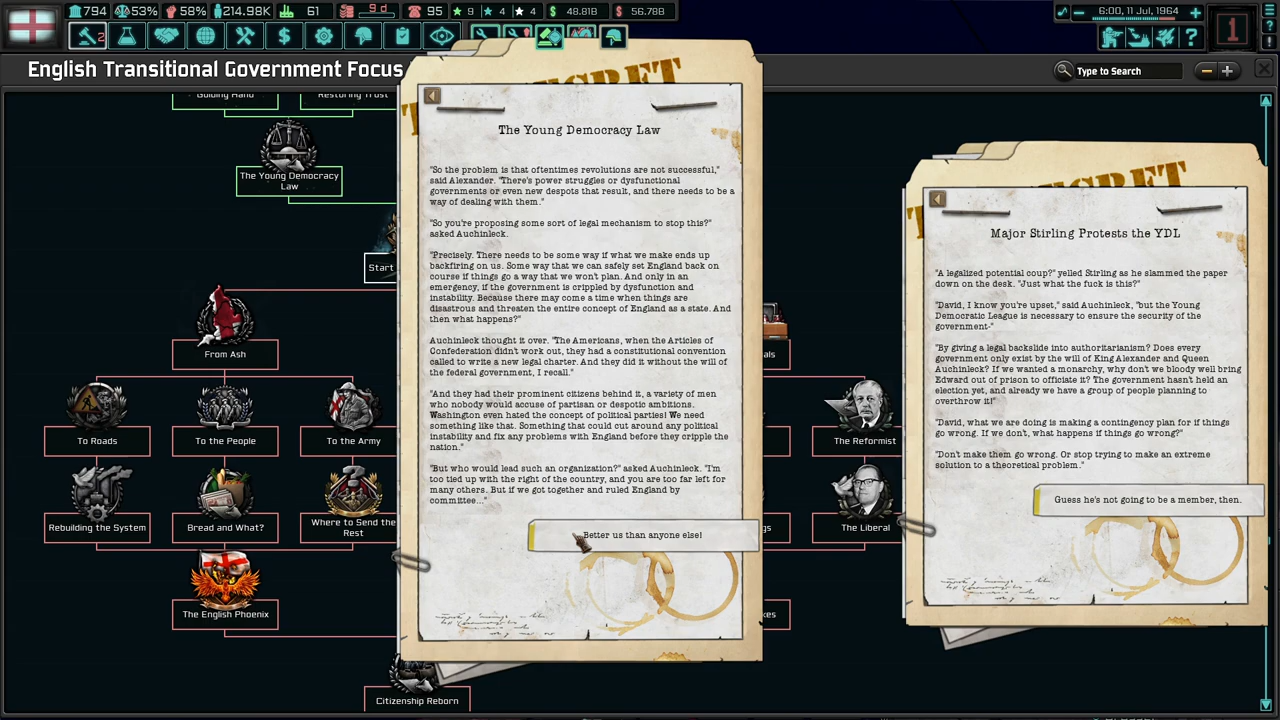 794 53% 58% 214.98K 61 9 d 95 9 4 4 48.81B 56.78B
6:00, 11 Jul, 1964
2
1
English Transitional Government Focus
Type to Search
Guiding Hand
Restoring Trust
The Young Democracy
Law
Start
From Ash
To Roads
To the People
To the Army
Rebuilding the System
Bread and What?
Where to Send the
Rest
The English Phoenix
Citizenship Reborn
The Reformist
The Liberal
The Young Democracy Law
"So the problem is that oftentimes revolutions are not successful,"
said Alexander. "There's power struggles or dysfunctional
governments or even new despots that result, and there needs to be a
way of dealing with them."
"So you're proposing some sort of legal mechanism to stop this?"
asked Auchinleck.
"Precisely. There needs to be some way if what we make ends up
backfiring on us. Some way that we can safely set England back on
course if things go a way that we won't plan. And only in an
emergency, if the government is crippled by dysfunction and
instability. Because there may come a time when things are
disastrous and threaten the entire concept of England as a state. And
then what happens?"
Auchinleck thought it over. "The Americans, when the Articles of
Confederation didn't work out, they had a constitutional convention
called to write a new legal charter. And they did it without the will of
the federal government, I recall."
"And they had their prominent citizens behind it, a variety of men
who nobody would accuse of partisan or despotic ambitions.
Washington even hated the concept of political parties! We need
something like that. Something that could cut around any political
instability and fix any problems with England before they cripple the
nation."
"But who would lead such an organization?" asked Auchinleck. "I'm
too tied up with the right of the country, and you are too far left for
many others. But if we got together and ruled England by
committee..."
Better us than anyone else!
Major Stirling Protests the YDL
"A legalized potential coup?" yelled Stirling as he slammed the paper
down on the desk. "Just what the fuck is this?"
"David, I know you're upset," said Auchinleck, "but the Young
Democratic League is necessary to ensure the security of the
government-"
"By giving a legal backslide into authoritarianism? Does every
government only exist by the will of King Alexander and Queen
Auchinleck? If we wanted a monarchy, why don't we bloody well bring
Edward out of prison to officiate it? The government hasn't held an
election yet, and already we have a group of people planning to
overthrow it!"
"David, what we are doing is making a contingency plan for if things
go wrong. If we don't, what happens if things go wrong?"
"Don't make them go wrong. Or stop trying to make an extreme
solution to a theoretical problem."
Guess he's not going to be a member, then.